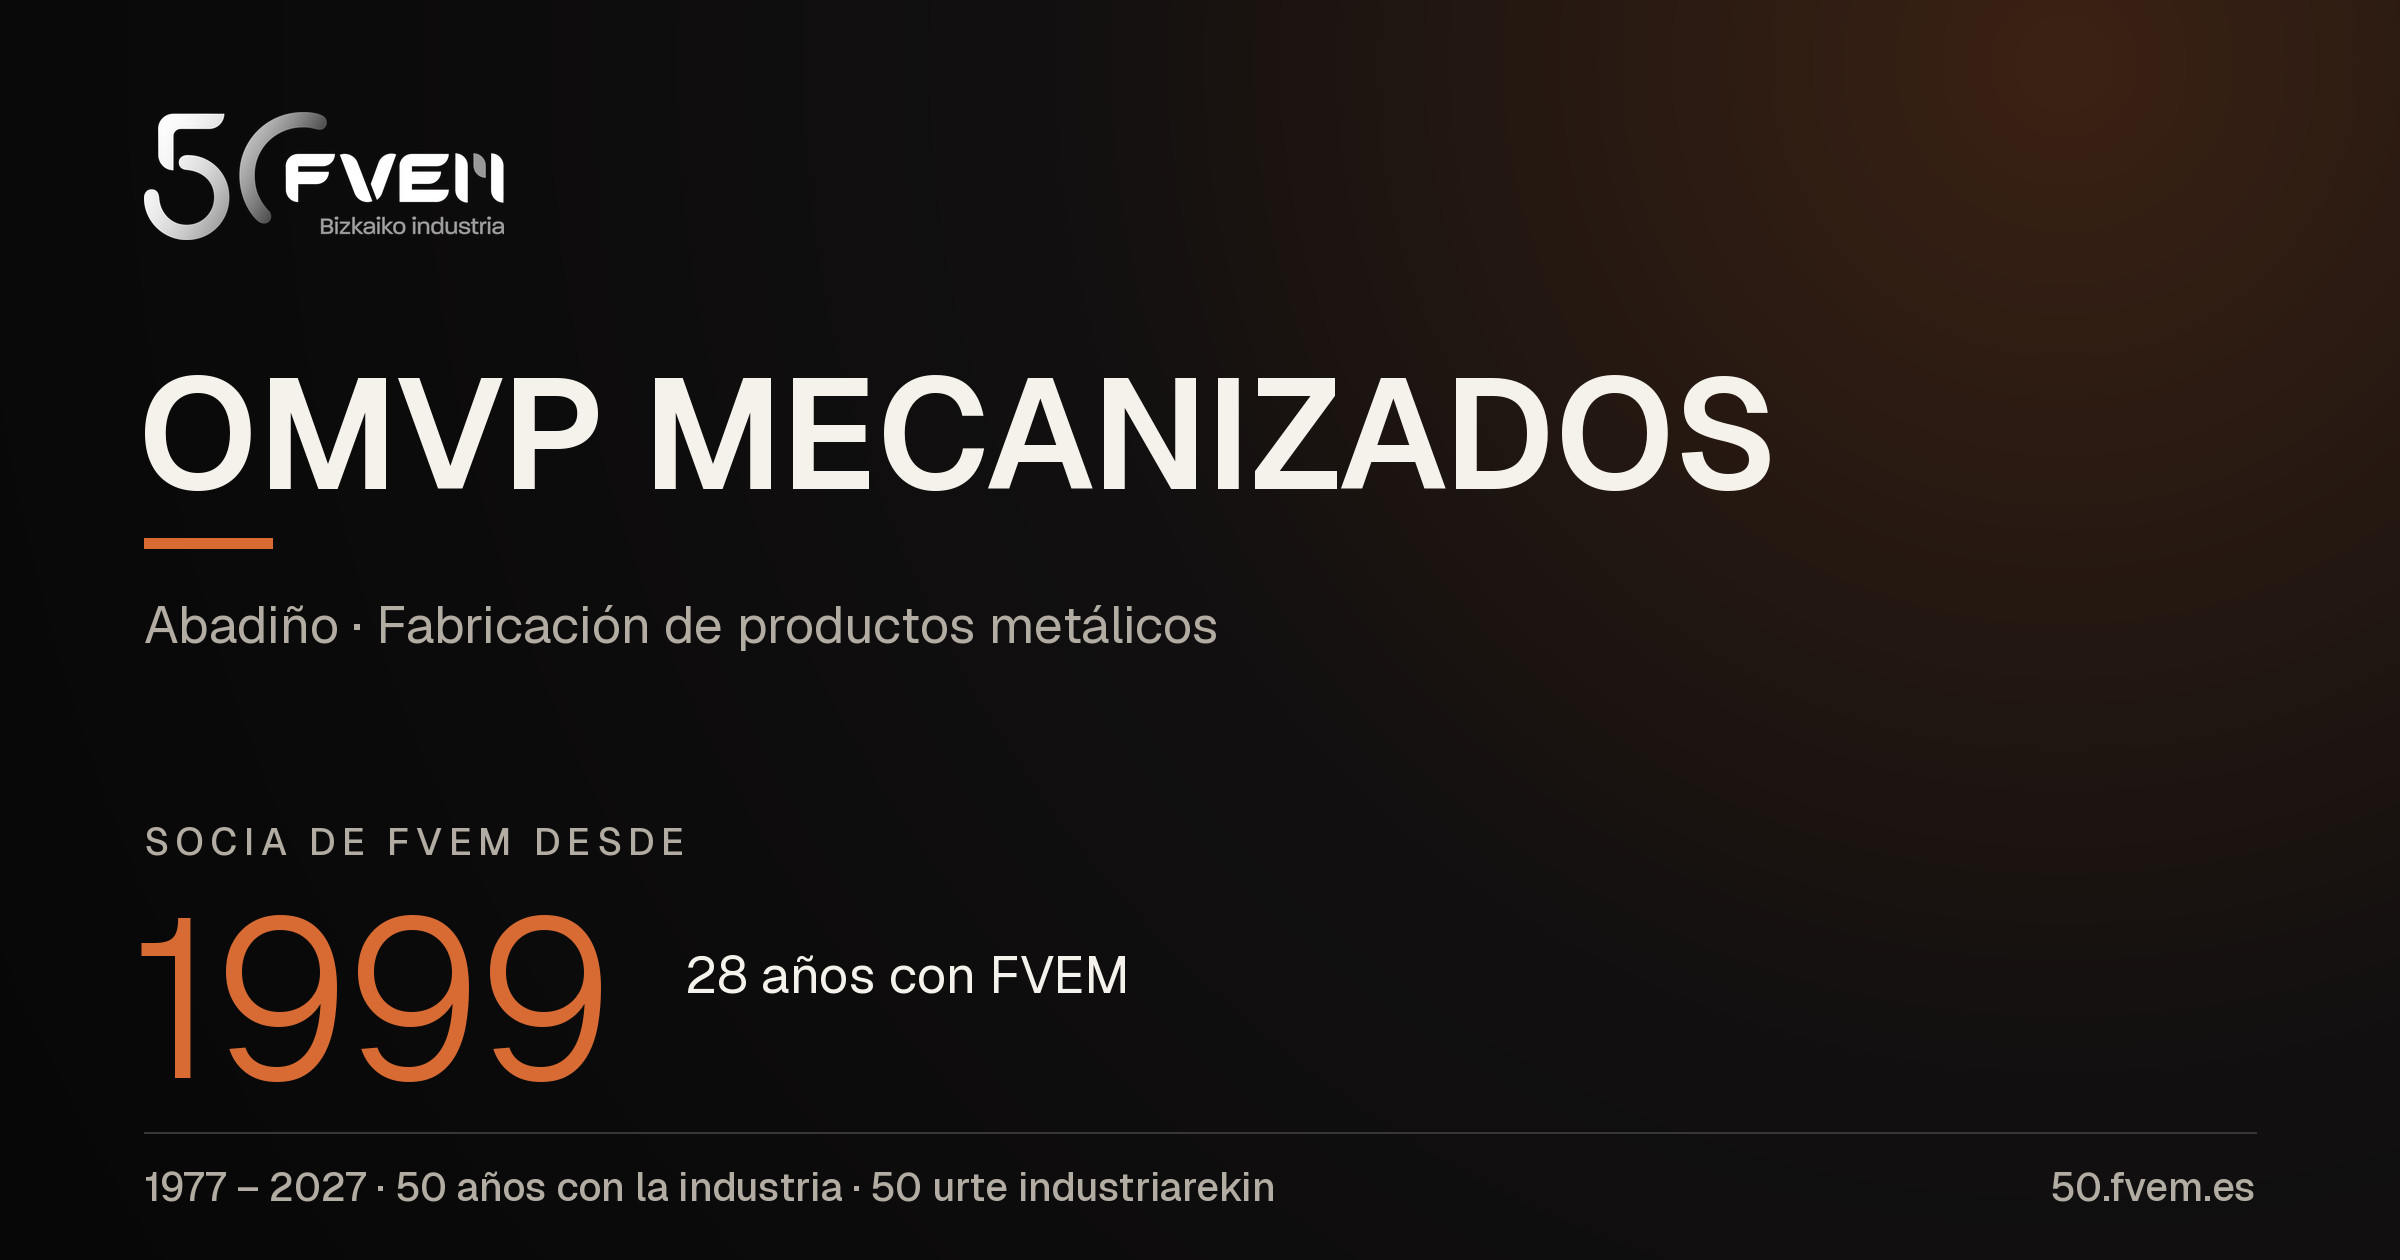 50 FVEM
Bizkaiko industria
OMVP MECANIZADOS
Abadiño · Fabricación de productos metálicos
SOCIA DE FVEM DESDE
1999
28 años con FVEM
1977 – 2027 · 50 años con la industria · 50 urte industriarekin
50.fvem.es